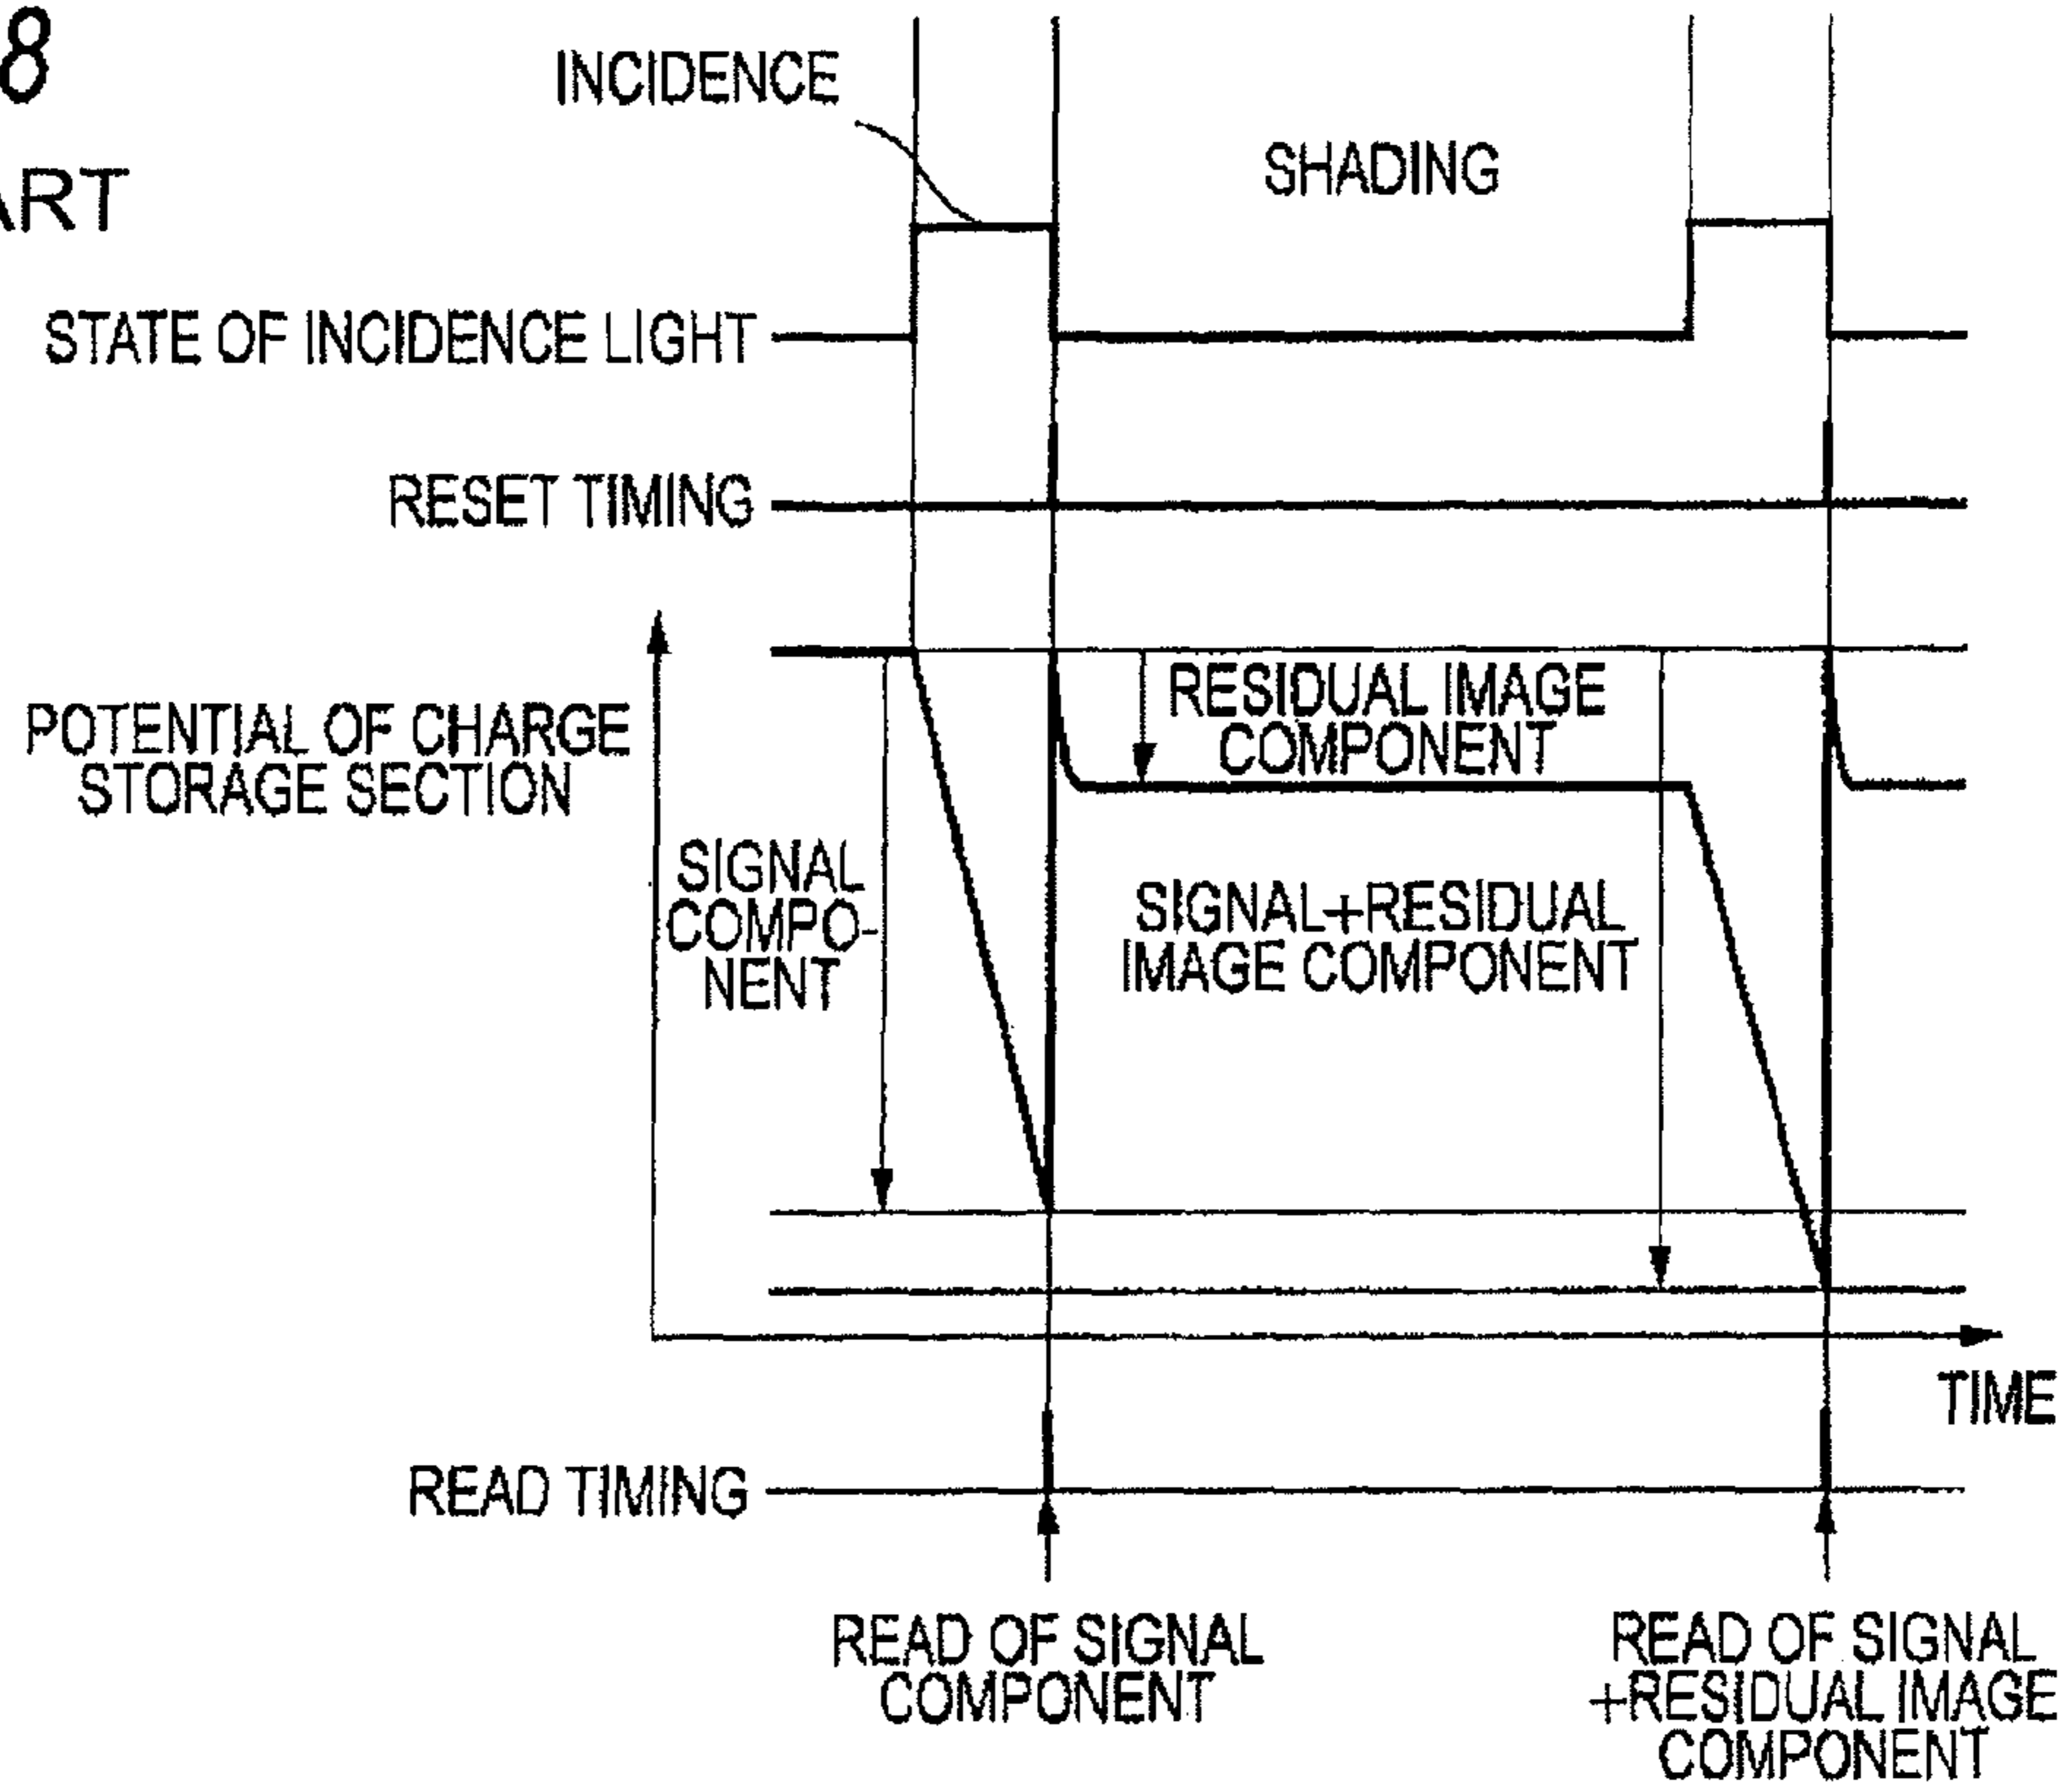 8
ART
INCIDENCE
SHADING
STATE OF INCIDENCE LIGHT
RESET TIMING
POTENTIAL OF CHARGE
STORAGE SECTION
RESIDUAL IMAGE
COMPONENT
SIGNAL
COMPO-
NENT
SIGNAL+RESIDUAL
IMAGE COMPONENT
TIME
READ TIMING
READ OF SIGNAL
COMPONENT
READ OF SIGNAL
+RESIDUAL IMAGE
COMPONENT